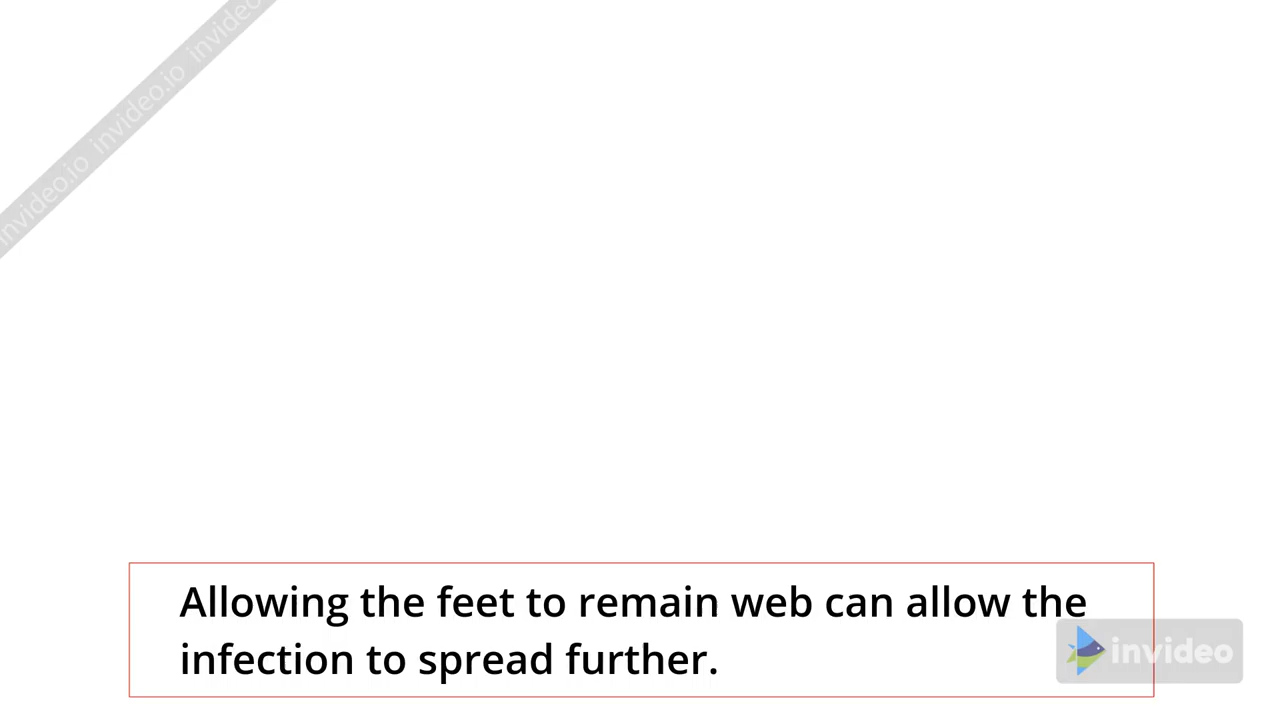 invideo.io invideo.io invideo
Allowing the feet to remain web can allow the
infection to spread further.
invideo